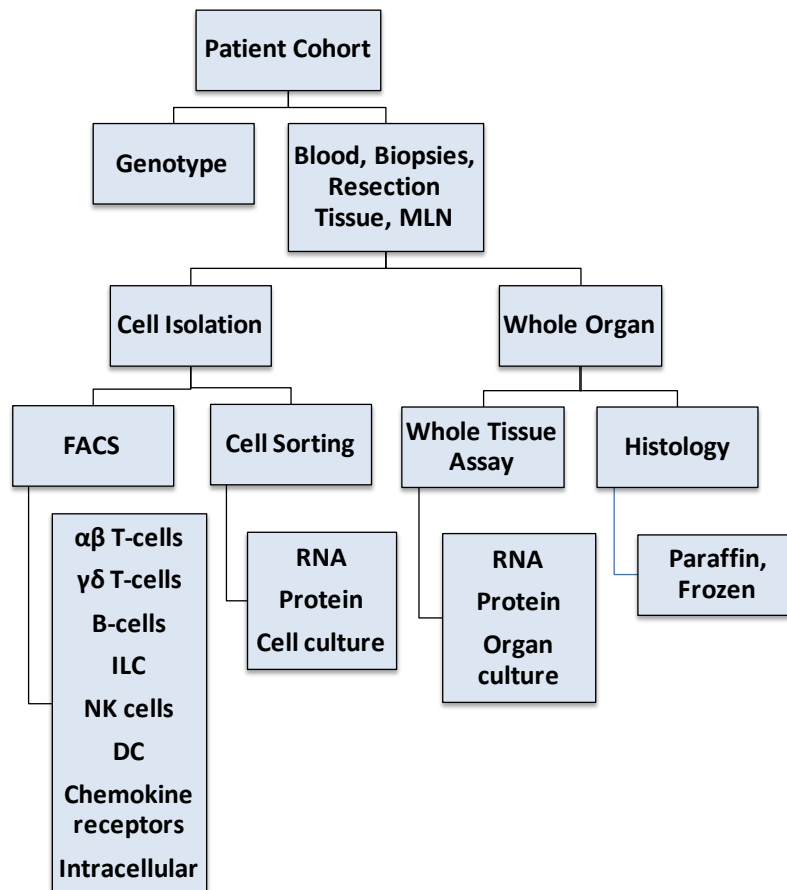 Patient Cohort
Genotype
Blood, Biopsies,
Resection
Tissue, MLN
Cell Isolation
Whole Organ
FACS
Cell Sorting
Whole Tissue
Assay
Histology
αβ T-cells
γδ T-cells
B-cells
ILC
NK cells
DC
Chemokine
receptors
Intracellular
RNA
Protein
Cell culture
RNA
Protein
Organ
culture
Paraffin,
Frozen